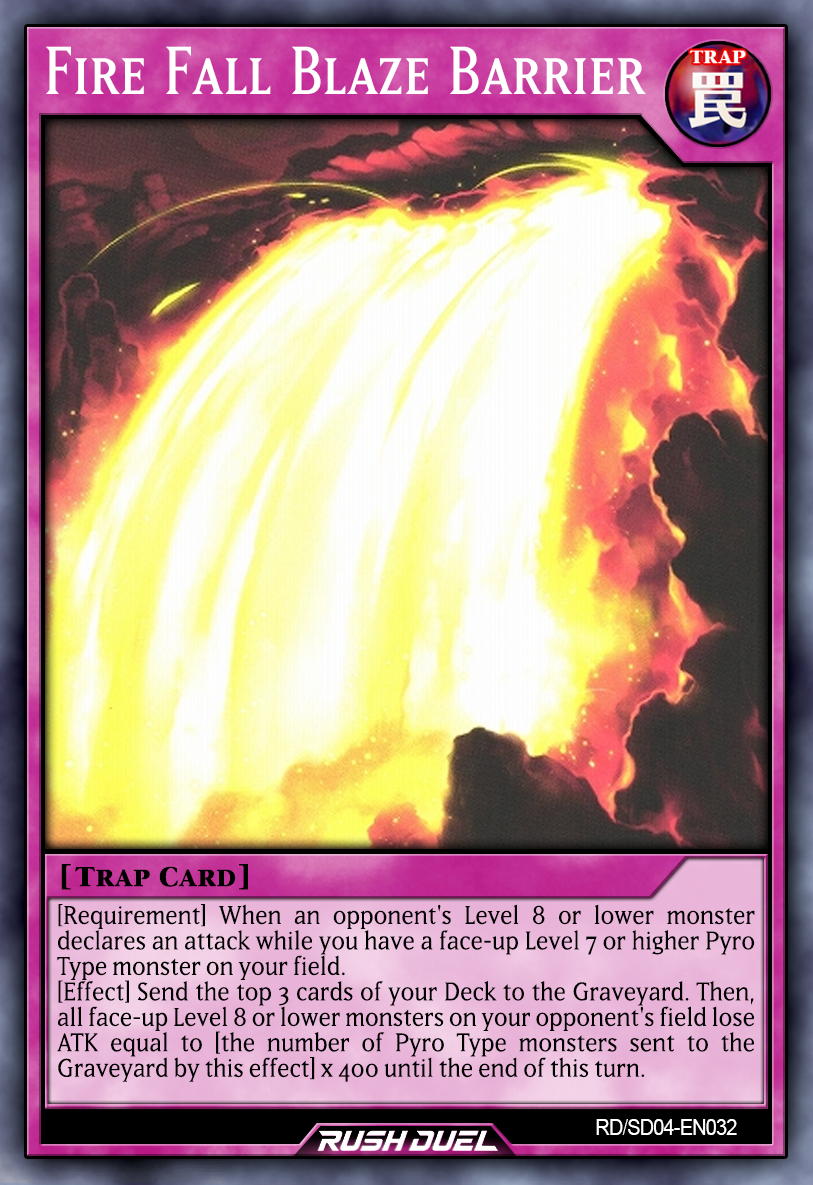 Fire Fall Blaze Barrier
TRAP
罠
[Trap Card]
[Requirement] When an opponent's Level 8 or lower monster
declares an attack while you have a face-up Level 7 or higher Pyro
Type monster on your field.
[Effect] Send the top 3 cards of your Deck to the Graveyard. Then,
all face-up Level 8 or lower monsters on your opponent's field lose
ATK equal to [the number of Pyro Type monsters sent to the
Graveyard by this effect] x 400 until the end of this turn.
RD/SD04-EN032
RUSH DUEL